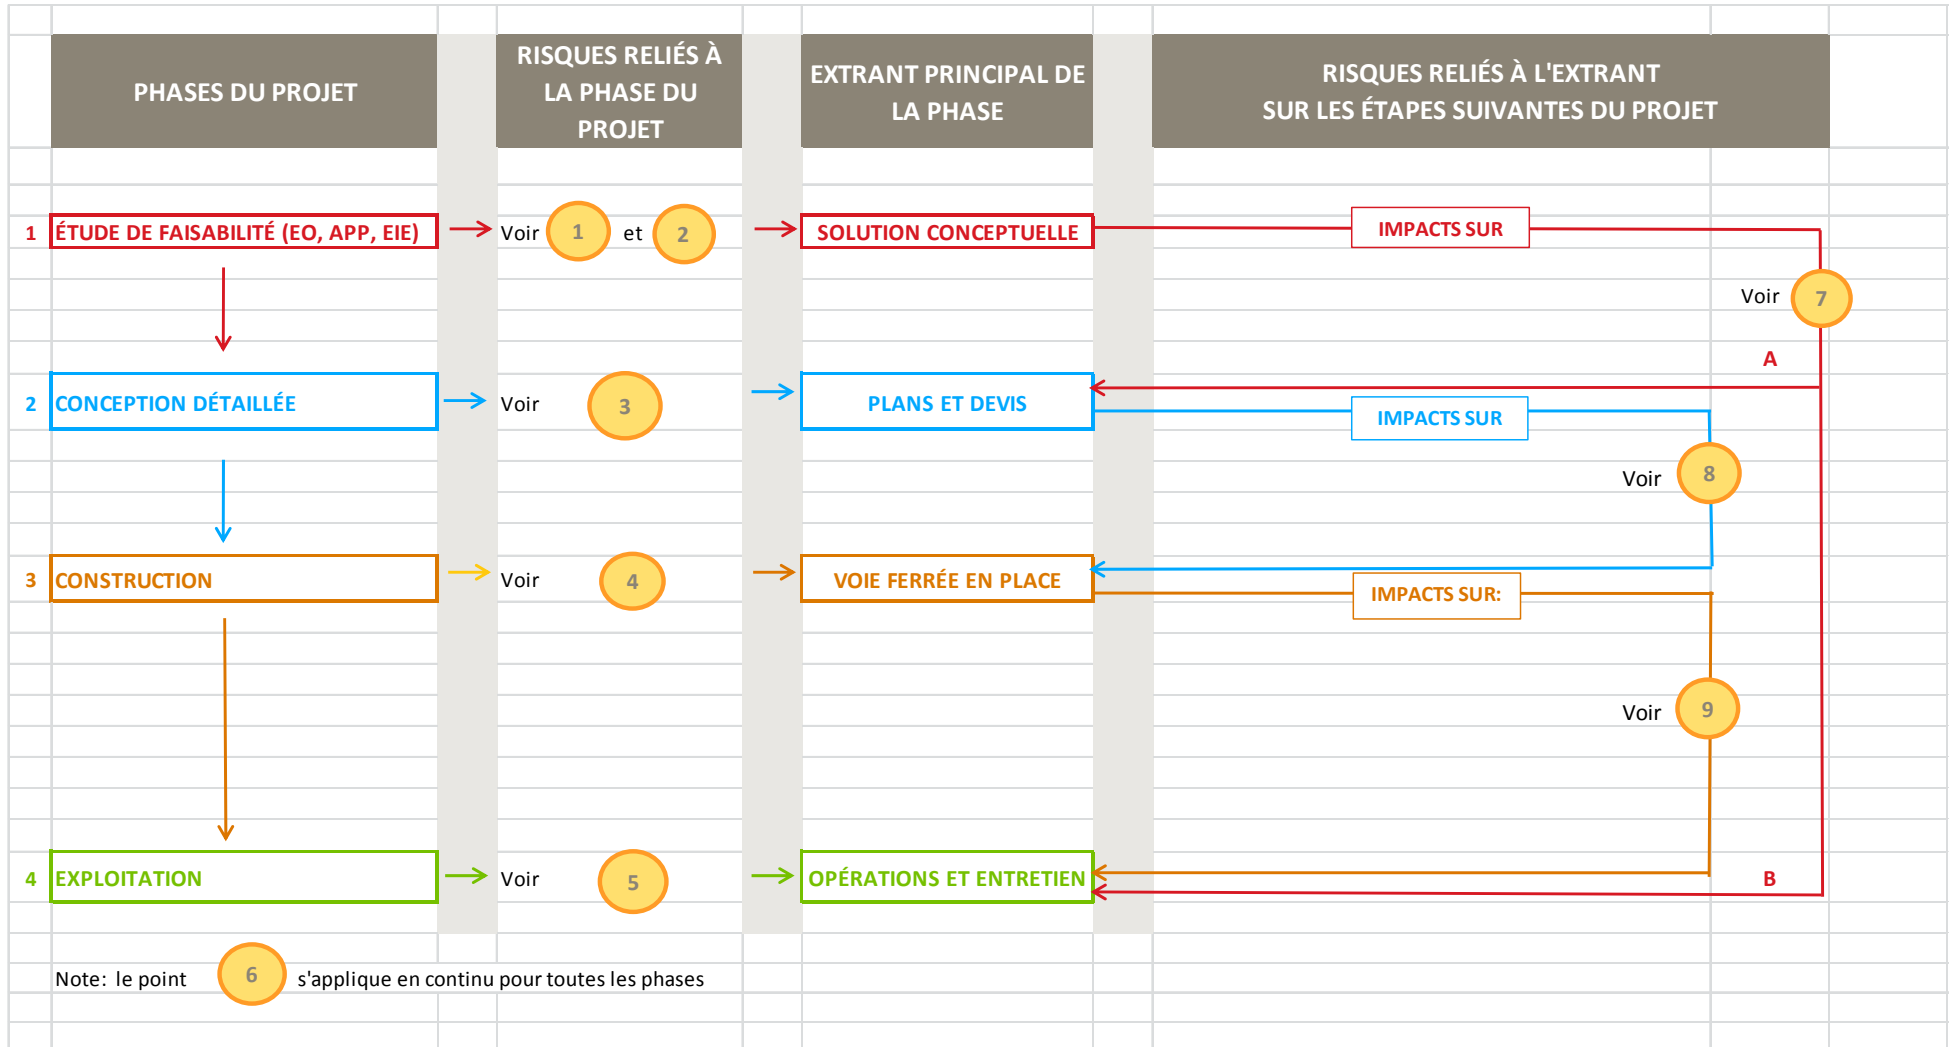 PHASES DU PROJET
RISQUES RELIÉS À
LA PHASE DU
PROJET
EXTRANT PRINCIPAL DE
LA PHASE
RISQUES RELIÉS À L'EXTRANT
SUR LES ÉTAPES SUIVANTES DU PROJET
1 ÉTUDE DE FAISABILITÉ (EO, APP, EIE)
Voir 1 et 2
SOLUTION CONCEPTUELLE
IMPACTS SUR
Voir 7
A
2 CONCEPTION DÉTAILLÉE
Voir 3
PLANS ET DEVIS
IMPACTS SUR
Voir 8
3 CONSTRUCTION
Voir 4
VOIE FERRÉE EN PLACE
IMPACTS SUR:
Voir 9
4 EXPLOITATION
Voir 5
OPÉRATIONS ET ENTRETIEN
B
Note: le point 6 s'applique en continu pour toutes les phases